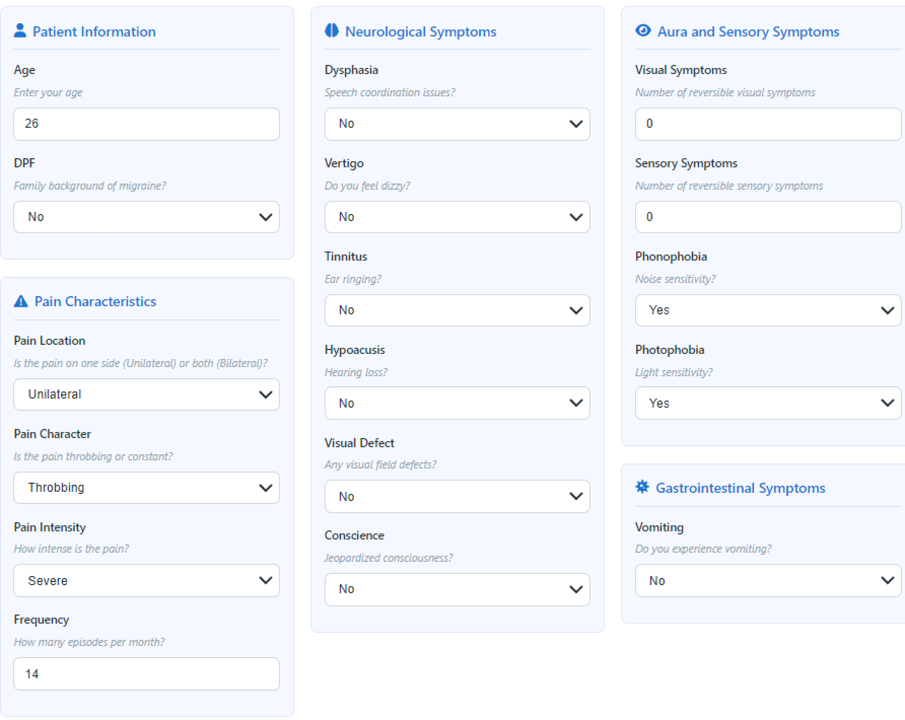 Patient Information
Age
Enter your age
26
DPF
Family background of migraine?
No
Pain Characteristics
Pain Location
Is the pain on one side (Unilateral) or both (Bilateral)?
Unilateral
Pain Character
Is the pain throbbing or constant?
Throbbing
Pain Intensity
How intense is the pain?
Severe
Frequency
How many episodes per month?
14
Neurological Symptoms
Dysphasia
Speech coordination issues?
No
Vertigo
Do you feel dizzy?
No
Tinnitus
Ear ringing?
No
Hypoacusis
Hearing loss?
No
Visual Defect
Any visual field defects?
No
Conscience
Jeopardized consciousness?
No
Aura and Sensory Symptoms
Visual Symptoms
Number of reversible visual symptoms
0
Sensory Symptoms
Number of reversible sensory symptoms
0
Phonophobia
Noise sensitivity?
Yes
Photophobia
Light sensitivity?
Yes
Gastrointestinal Symptoms
Vomiting
Do you experience vomiting?
No